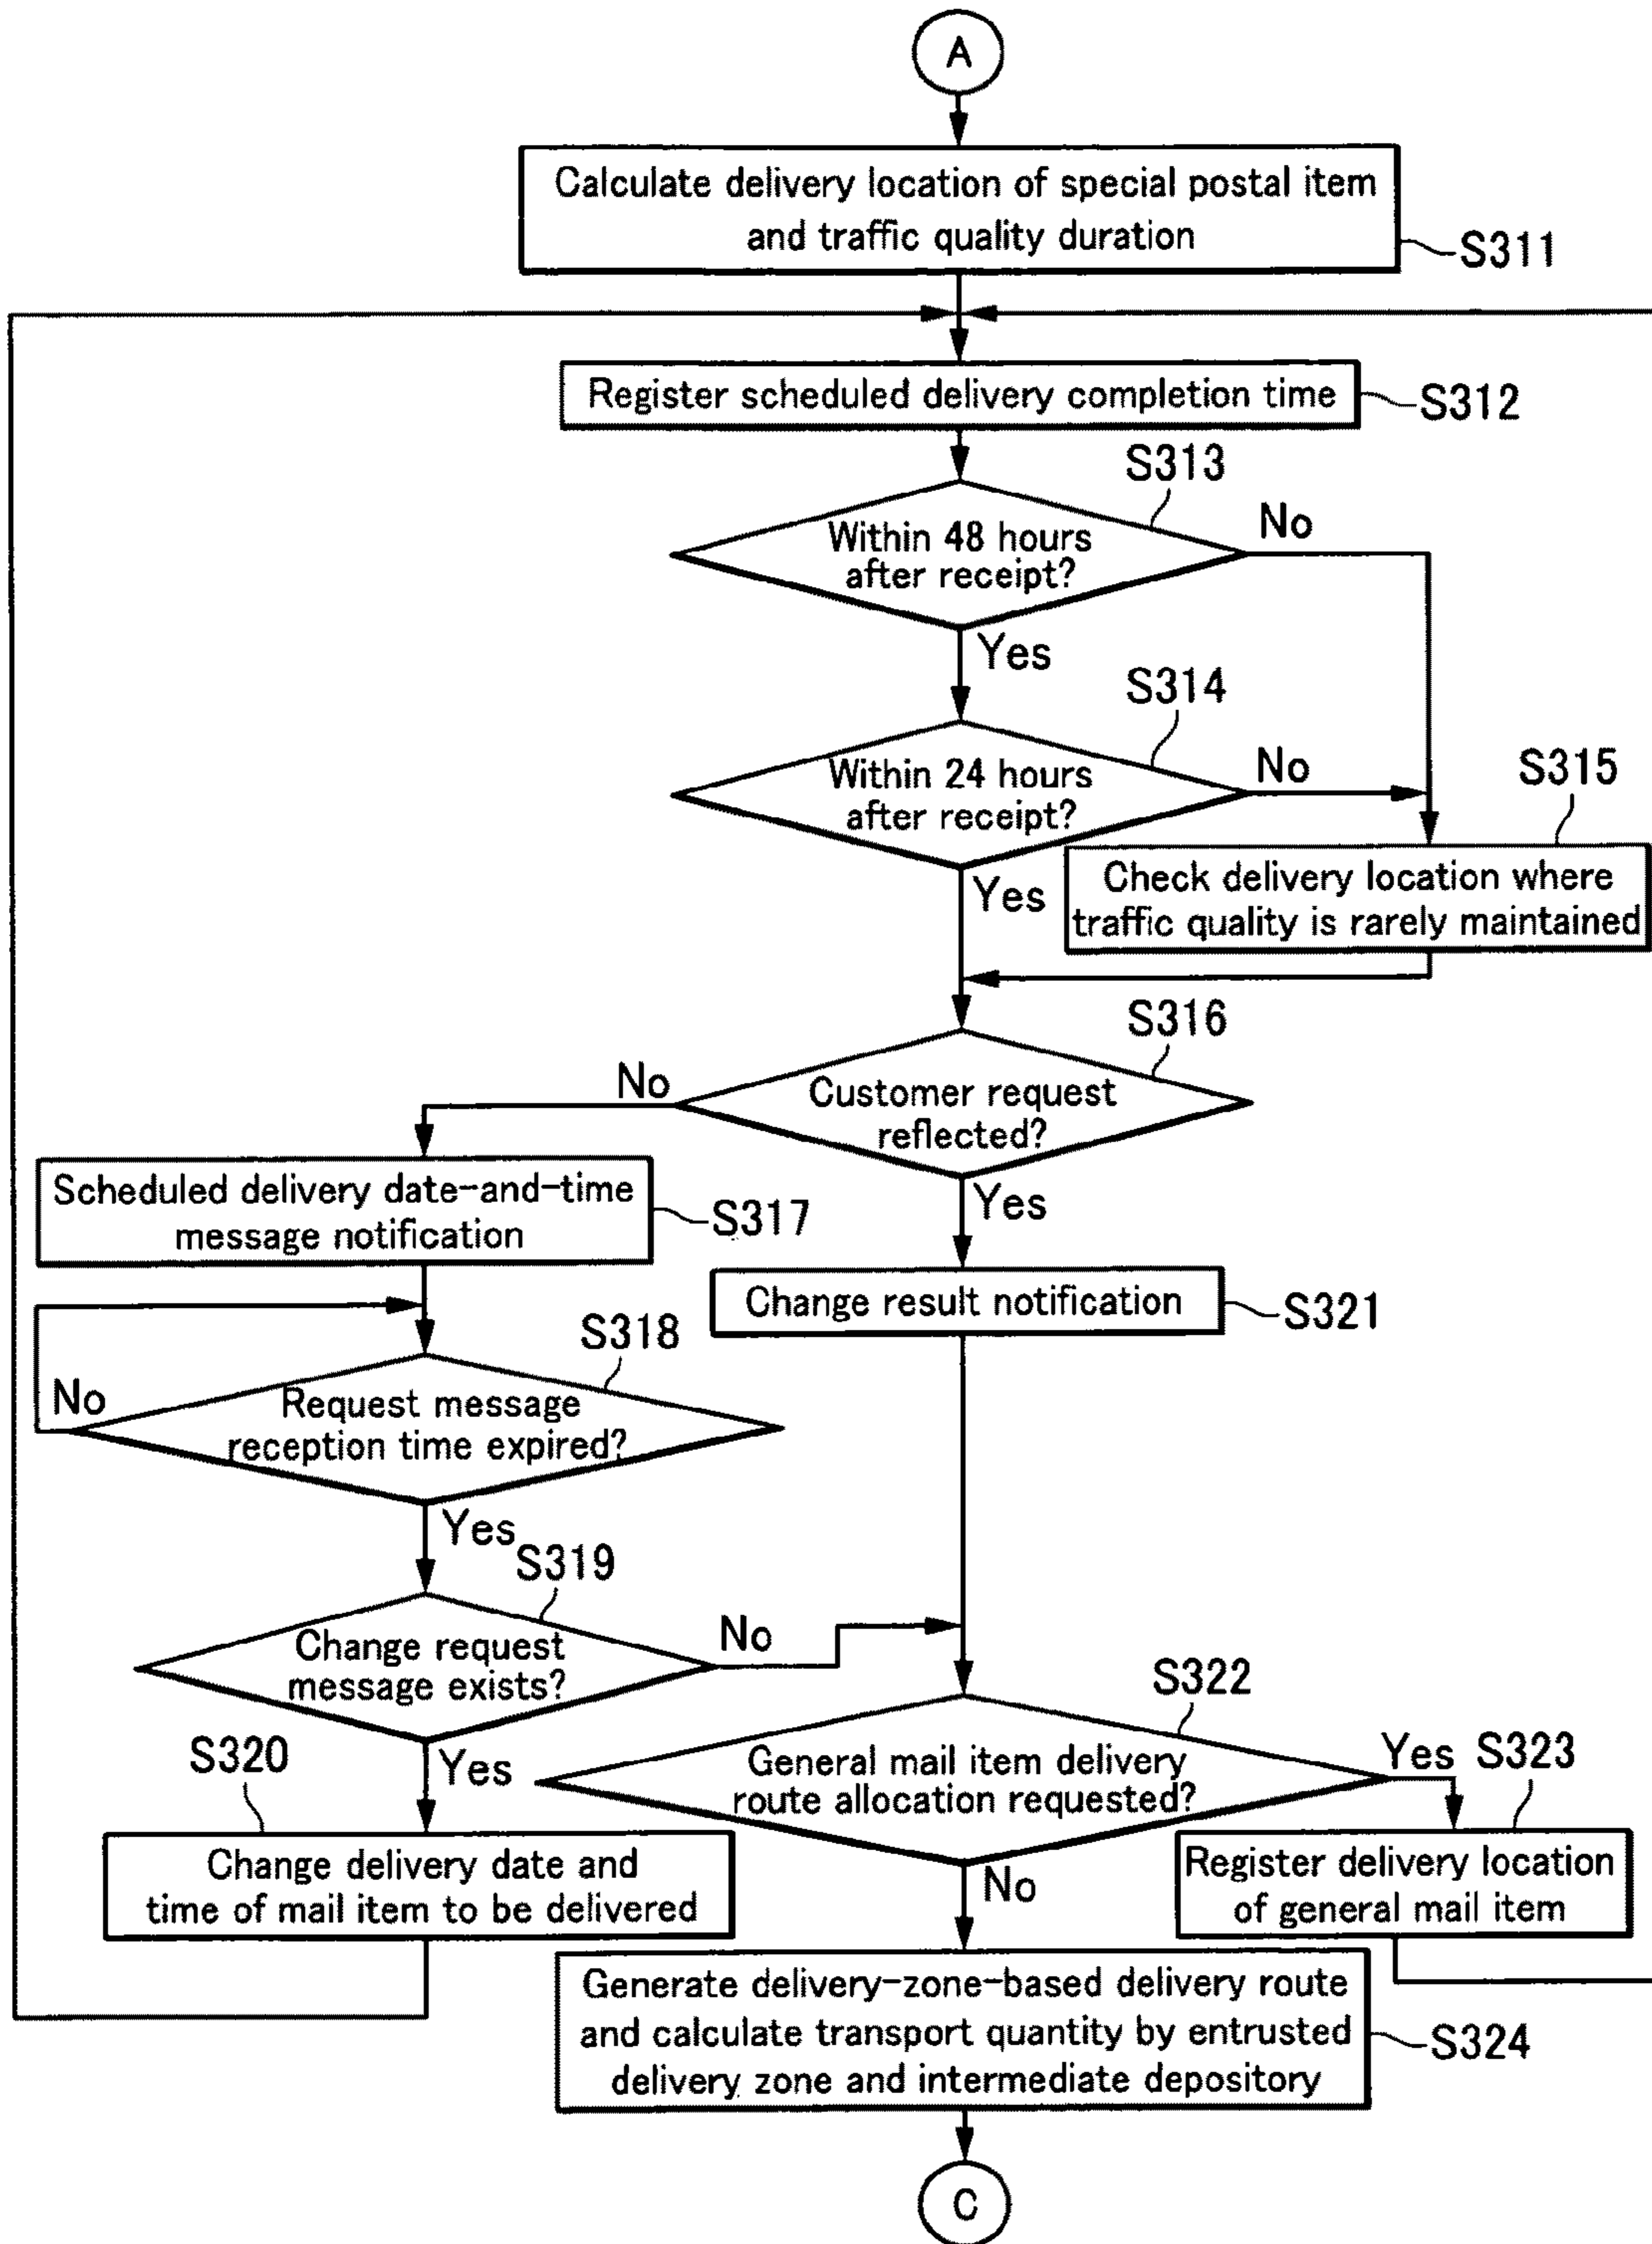 A
Calculate delivery location of special postal item
and traffic quality duration
S311
Register scheduled delivery completion time
S312
S313
Within 48 hours
after receipt?
No
Yes
S314
Within 24 hours
after receipt?
No
S315
Yes
Check delivery location where
traffic quality is rarely maintained
S316
Customer request
reflected?
No
Yes
Scheduled delivery date-and-time
message notification
S317
Change result notification
S321
S318
Request message
reception time expired?
No
Yes
S319
Change request
message exists?
No
Yes
S320
Change delivery date and
time of mail item to be delivered
S322
General mail item delivery
route allocation requested?
Yes
S323
Register delivery location
of general mail item
No
Generate delivery-zone-based delivery route
and calculate transport quantity by entrusted
delivery zone and intermediate depository
S324
C